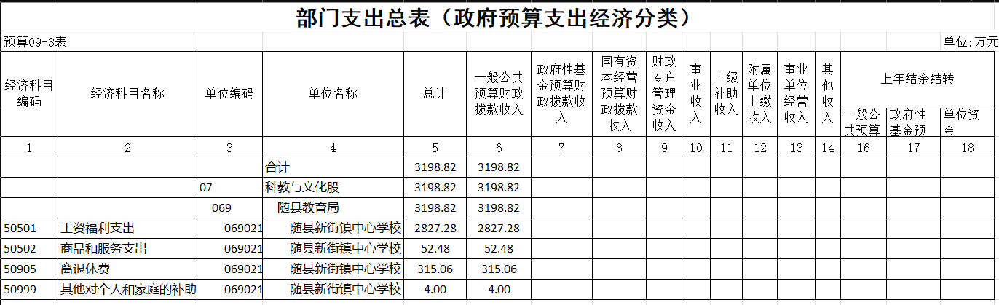 部门支出总表（政府预算支出经济分类）
预算09-3表 单位:万元
经济科目编码 经济科目名称 单位编码 单位名称 总计 一般公共预算财政拨款收入 政府性基金预算财政拨款收入 国有资本经营预算财政拨款收入 财政专户管理资金收入 事业收入 上级补助收入 附属单位上缴收入 事业单位经营收入 其他收入 上年结余结转
一般公共预算 政府性基金预 单位资金
1 2 3 4 5 6 7 8 9 10 11 12 13 14 16 17 18
合计 3198.82 3198.82
07 科教与文化股 3198.82 3198.82
069 随县教育局 3198.82 3198.82
50501 工资福利支出 069021 随县新街镇中心学校 2827.28 2827.28
50502 商品和服务支出 069021 随县新街镇中心学校 52.48 52.48
50905 离退休费 069021 随县新街镇中心学校 315.06 315.06
50999 其他对个人和家庭的补助 069021 随县新街镇中心学校 4.00 4.00